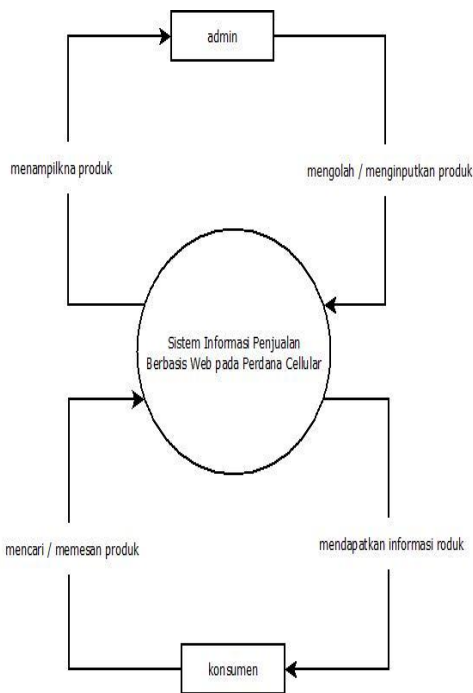 admin
menampilkna produk
mengolah / menginputkan produk
Sistem Informasi Penjualan
Berbasis Web pada Perdana Cellular
mencari / memesan produk
mendapatkan informasi roduk
konsumen